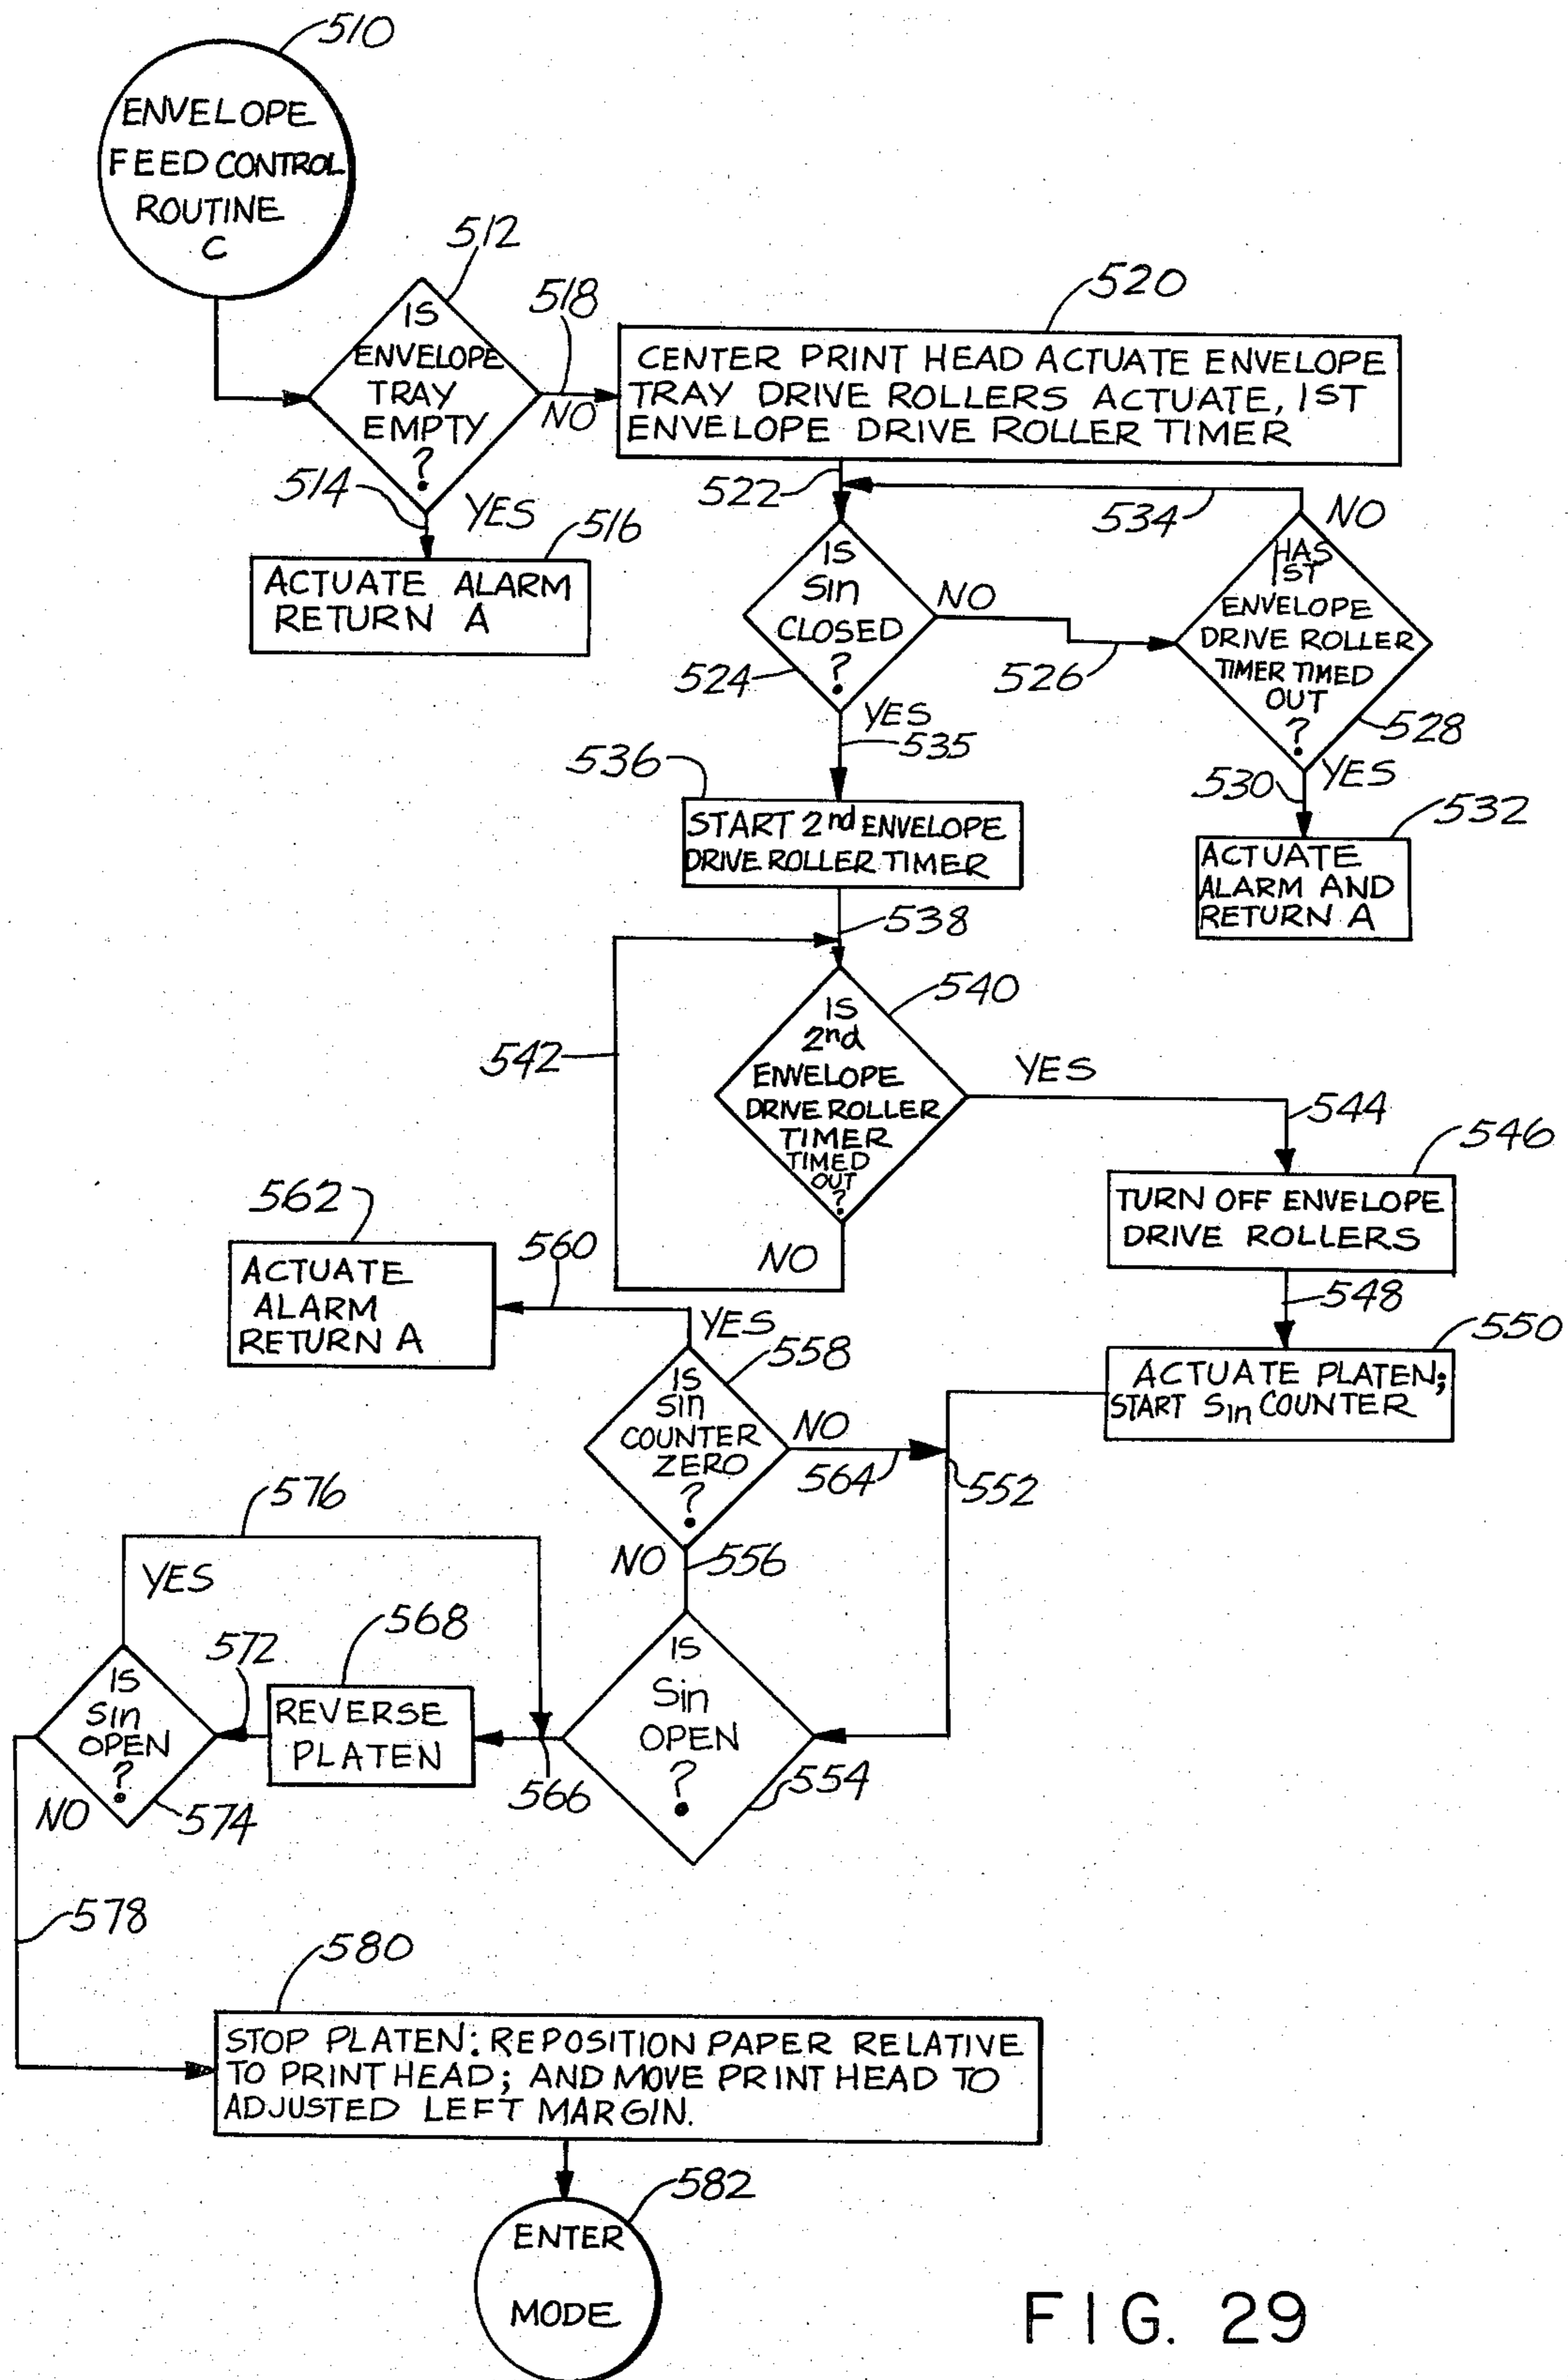 510
ENVELOPE
FEED CONTROL
ROUTINE
C
512
IS
ENVELOPE
TRAY
EMPTY
?
518
NO
514
YES
516
ACTUATE ALARM
RETURN A
520
CENTER PRINT HEAD ACTUATE ENVELOPE
TRAY DRIVE ROLLERS ACTUATE, 1ST
ENVELOPE DRIVE ROLLER TIMER
522
534
NO
IS
Sin
CLOSED
?
524
NO
526
HAS
1ST
ENVELOPE
DRIVE ROLLER
TIMER TIMED
OUT
?
528
YES
535
530
YES
532
ACTUATE
ALARM AND
RETURN A
536
START 2nd ENVELOPE
DRIVE ROLLER TIMER
538
540
IS
2nd
ENVELOPE
DRIVE ROLLER
TIMER
TIMED
OUT
?
542
NO
YES
544
546
TURN OFF ENVELOPE
DRIVE ROLLERS
548
550
ACTUATE PLATEN;
START Sin COUNTER
562
ACTUATE
ALARM
RETURN A
560
YES
558
IS
Sin
COUNTER
ZERO
?
NO
564
552
NO
556
IS
Sin
OPEN
?
554
576
YES
568
REVERSE
PLATEN
566
572
IS
Sin
OPEN
?
NO
574
578
580
STOP PLATEN: REPOSITION PAPER RELATIVE
TO PRINT HEAD; AND MOVE PRINT HEAD TO
ADJUSTED LEFT MARGIN.
582
ENTER
MODE
FIG. 29